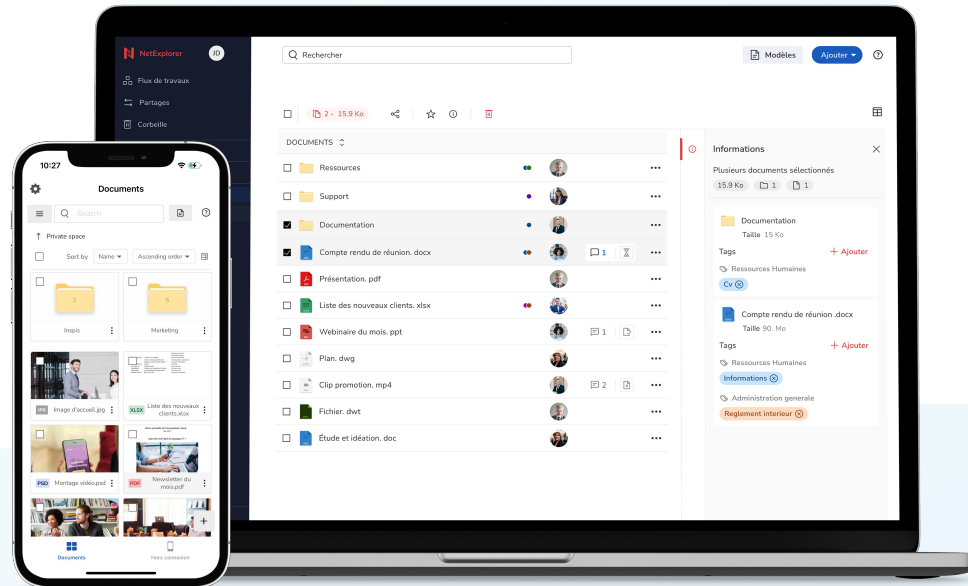 NetExplorer
JD
Flux de travaux
Partages
Corbeille
Rechercher
Modèles
Ajouter
2 - 15.9 Ko
DOCUMENTS
Ressources
Support
Documentation
Compte rendu de réunion. docx
1
Présentation. pdf
Liste des nouveaux clients. xlsx
Webinaire du mois. ppt
1
Plan. dwg
Clip promotion. mp4
2
Fichier. dwt
Étude et idéation. doc
Informations
Plusieurs documents sélectionnés
15.9 Ko
1
1
Documentation
Taille 15 Ko
Tags
Ajouter
Ressources Humaines
Cv
Compte rendu de réunion .docx
Taille 90. Mo
Tags
Ajouter
Ressources Humaines
Informations
Administration generale
Reglement interieur
10:27
Documents
Search
Private space
Sort by
Name
Ascending order
2
5
Inspis
Marketing
JPG
Image d'accueil.jpg
XLSX
Liste des nouveaux
clients.xlsx
PSD
Montage vidéo.psd
PDF
Newsletter du
mois.pdf
Documents
Hors connexion